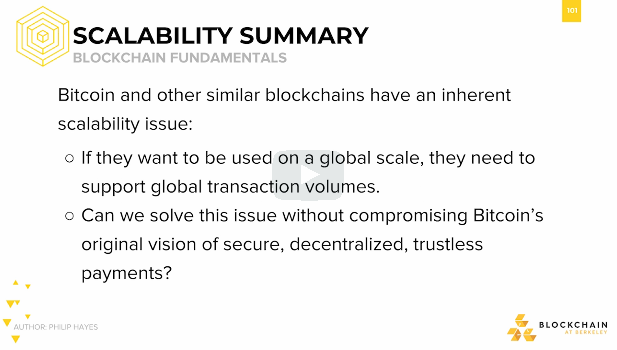 101
SCALABILITY SUMMARY
BLOCKCHAIN FUNDAMENTALS
Bitcoin and other similar blockchains have an inherent
scalability issue:
○ If they want to be used on a global scale, they need to
support global transaction volumes.
○ Can we solve this issue without compromising Bitcoin's
original vision of secure, decentralized, trustless
payments?
AUTHOR: PHILIP HAYES
BLOCKCHAIN
AT BERKELEY